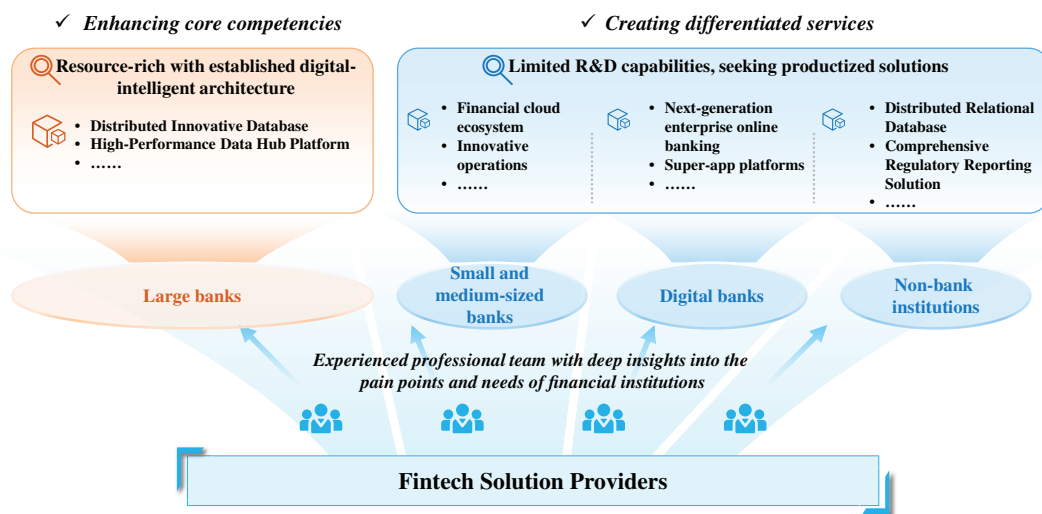 ✓ Enhancing core competencies
✓ Creating differentiated services
Resource-rich with established digital-
intelligent architecture
• Distributed Innovative Database
• High-Performance Data Hub Platform
• ……
Limited R&D capabilities, seeking productized solutions
• Financial cloud
ecosystem
• Innovative
operations
• ……
• Next-generation
enterprise online
banking
• Super-app platforms
• ……
• Distributed Relational
Database
• Comprehensive
Regulatory Reporting
Solution
• ……
Large banks
Small and
medium-sized
banks
Digital banks
Non-bank
institutions
Experienced professional team with deep insights into the
pain points and needs of financial institutions
Fintech Solution Providers